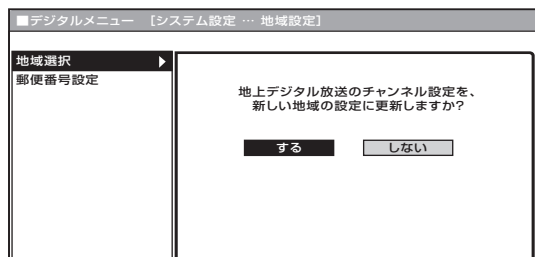 ■デジタルメニュー [システム設定 … 地域設定]
地域選択
郵便番号設定
地上デジタル放送のチャンネル設定を、
新しい地域の設定に更新しますか?
する
しない